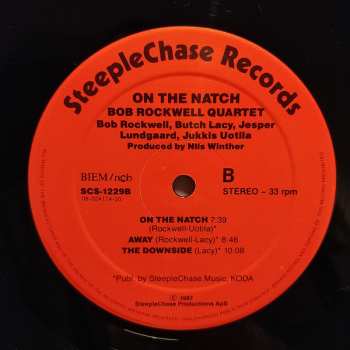 SteepleChase Records
ON THE NATCH
BOB ROCKWELL QUARTET
Bob Rockwell, Butch Lacy, Jesper
Lundgaard, Jukkis Uotila
Produced by Nils Winther
BIEM/ncb
B
SCS-1229B
STEREO - 33 rpm
ON THE NATCH 7:39
(Rockwell-Uotila)*
AWAY (Rockwell-Lacy)* 8:46
THE DOWNSIDE (Lacy)* 10:08
*Publ. by SteepleChase Music, KODA
℗ 1987
SteepleChase Productions ApS